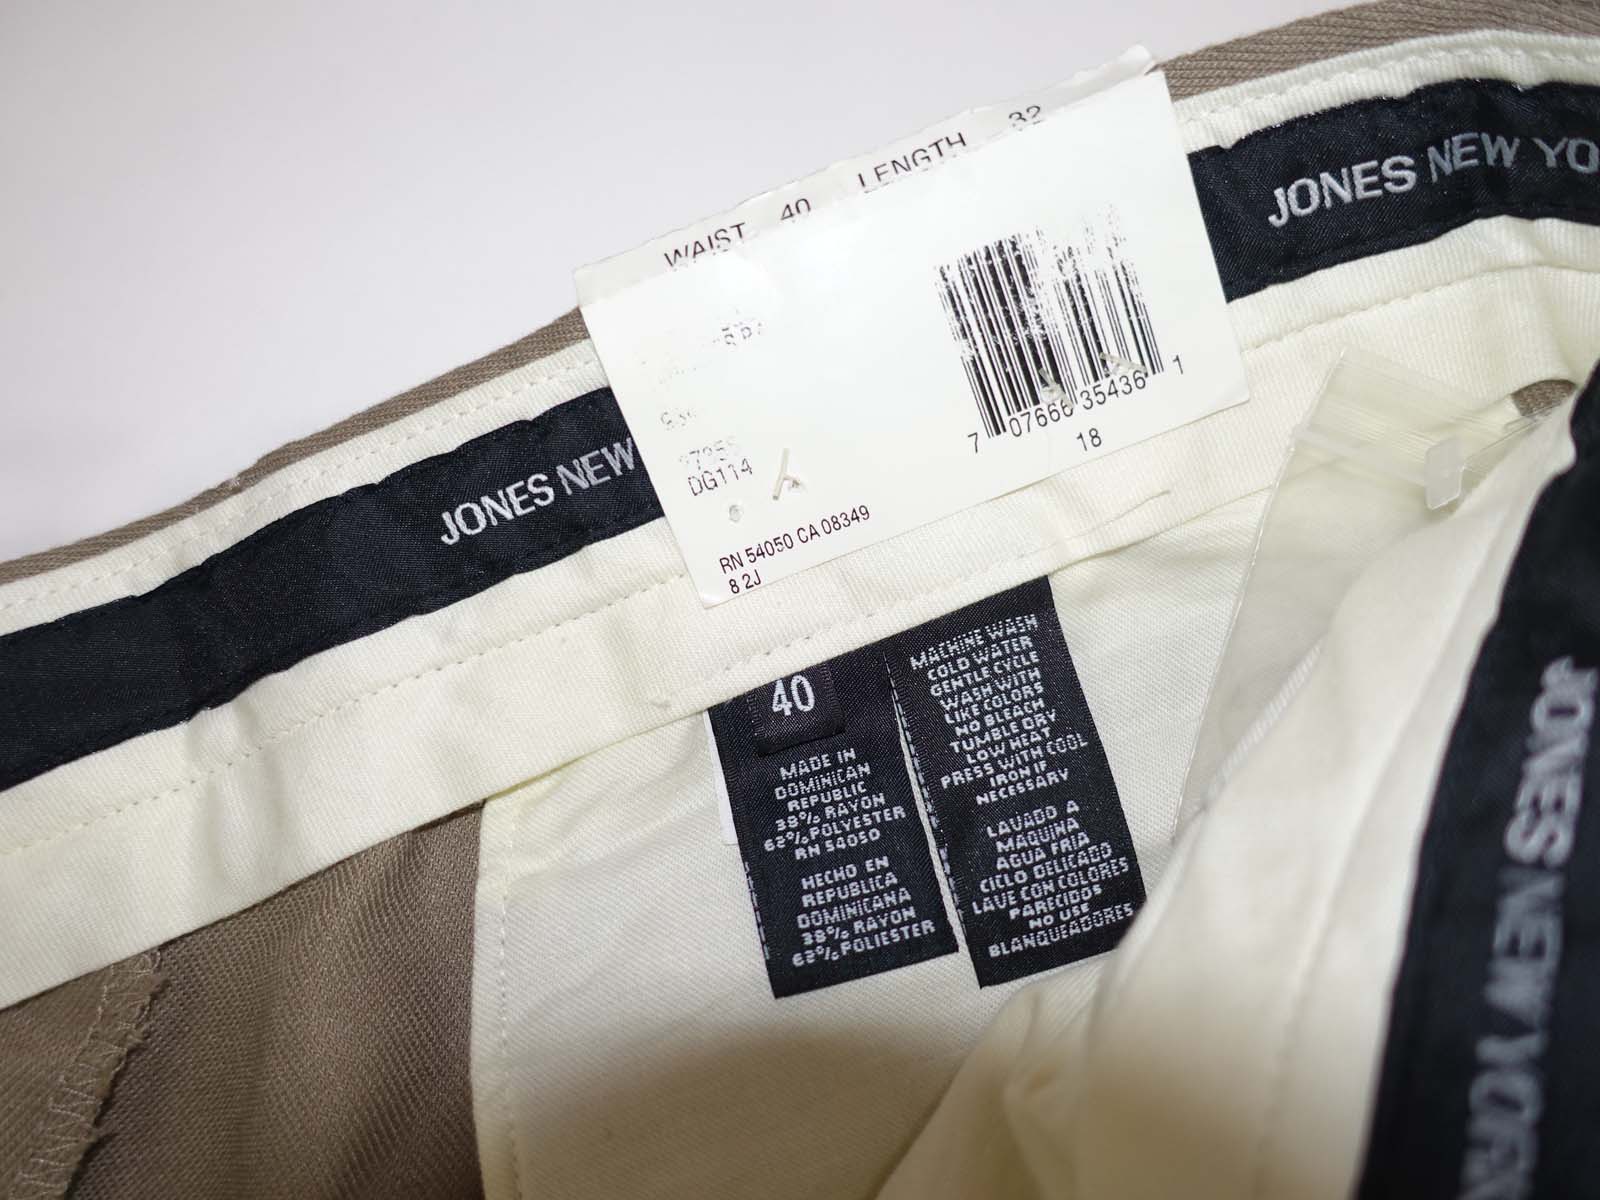 WAIST 40 LENGTH 32
DG114
7 07666 35436 1
18
RN 54050 CA 08349
8 2J
JONES NEW YO
JONES NEW
40
MADE IN
DOMINICAN
REPUBLIC
38% RAYON
62% POLYESTER
RN 54050
HECHO EN
REPUBLICA
DOMINICANA
38% RAYON
62% POLIESTER
MACHINE WASH
COLD WATER
GENTLE CYCLE
WASH WITH
LIKE COLORS
NO BLEACH
TUMBLE DRY
LOW HEAT
PRESS WITH COOL
IRON IF
NECESSARY
LAVADO A
MAQUINA
AGUA FRIA
CICLO DELICADO
LAVE CON COLORES
PARECIDOS
NO USE
BLANQUEADORES
JONES NEW YORK